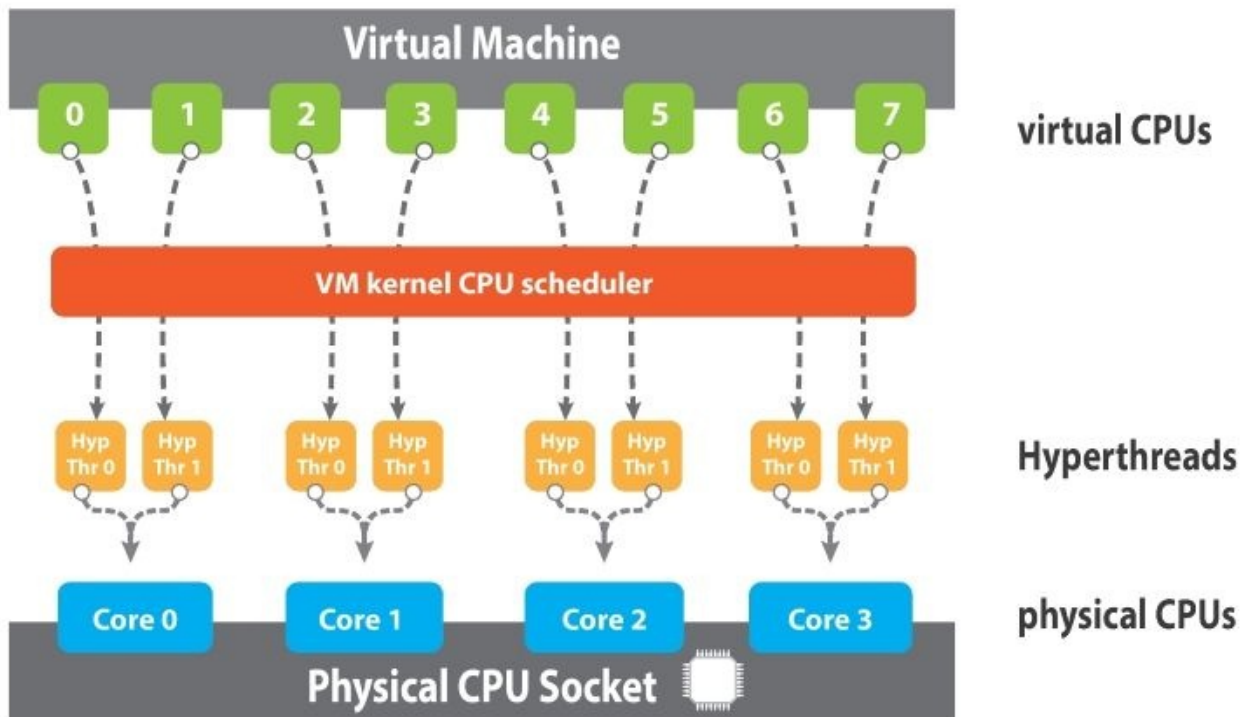 Virtual Machine
0 1 2 3 4 5 6 7
virtual CPUs
VM kernel CPU scheduler
Hyp Thr 0
Hyp Thr 1
Hyp Thr 0
Hyp Thr 1
Hyp Thr 0
Hyp Thr 1
Hyp Thr 0
Hyp Thr 1
Hyperthreads
Core 0
Core 1
Core 2
Core 3
physical CPUs
Physical CPU Socket